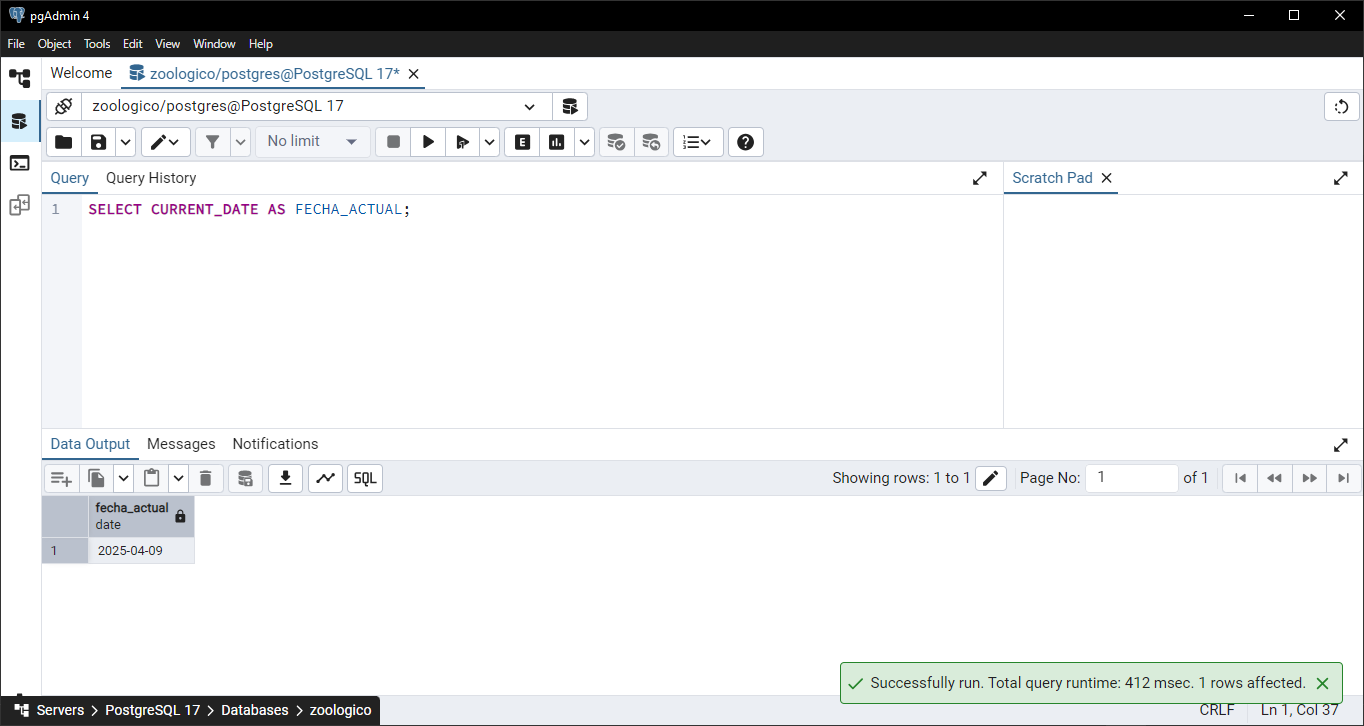 pgAdmin 4
File Object Tools Edit View Window Help
Welcome zoologico/postgres@PostgreSQL 17*
zoologico/postgres@PostgreSQL 17
No limit E
Query Query History Scratch Pad
1 SELECT CURRENT_DATE AS FECHA_ACTUAL;
Data Output Messages Notifications
SQL Showing rows: 1 to 1 Page No: 1 of 1
fecha_actual
date
1 2025-04-09
Successfully run. Total query runtime: 412 msec. 1 rows affected.
Servers > PostgreSQL 17 > Databases > zoologico CRLF Ln 1, Col 37